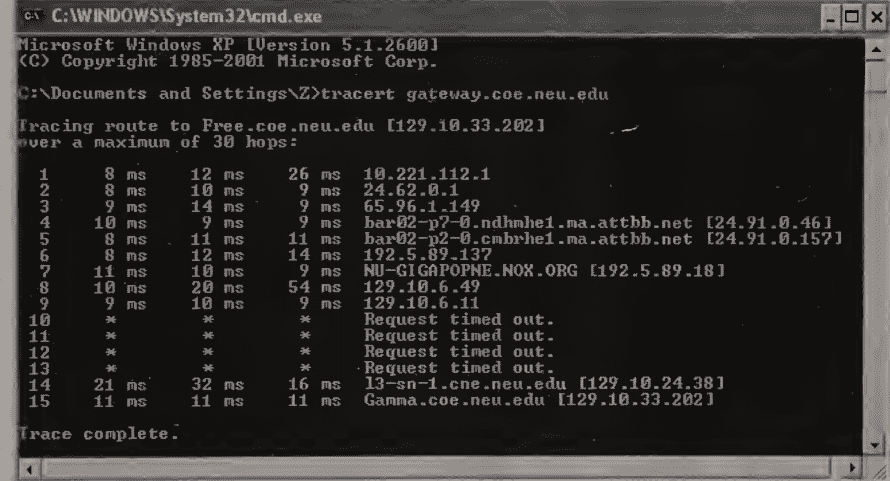 C:\WINDOWS\System32\cmd.exe
Microsoft Windows XP [Version 5.1.2600]
(C) Copyright 1985-2001 Microsoft Corp.
C:\Documents and Settings\Z>tracert gateway.coe.neu.edu
Tracing route to Free.coe.neu.edu [129.10.33.202]
over a maximum of 30 hops:
1 8 ms 12 ms 26 ms 10.221.112.1
2 8 ms 10 ms 9 ms 24.62.0.1
3 9 ms 14 ms 9 ms 65.96.1.149
4 10 ms 9 ms 9 ms bar02-p7-0.ndhmhe1.ma.attbb.net [24.91.0.46]
5 8 ms 11 ms 11 ms bar02-p2-0.cmbrhe1.ma.attbb.net [24.91.0.157]
6 8 ms 12 ms 14 ms 192.5.89.137
7 11 ms 10 ms 9 ms NU-GIGAPOPNE.NOX.ORG [192.5.89.18]
8 10 ms 20 ms 54 ms 129.10.6.49
9 9 ms 10 ms 9 ms 129.10.6.11
10 * * * Request timed out.
11 * * * Request timed out.
12 * * * Request timed out.
13 * * * Request timed out.
14 21 ms 32 ms 16 ms l3-sn-1.cne.neu.edu [129.10.24.38]
15 11 ms 11 ms 11 ms Gamma.coe.neu.edu [129.10.33.202]
Trace complete.